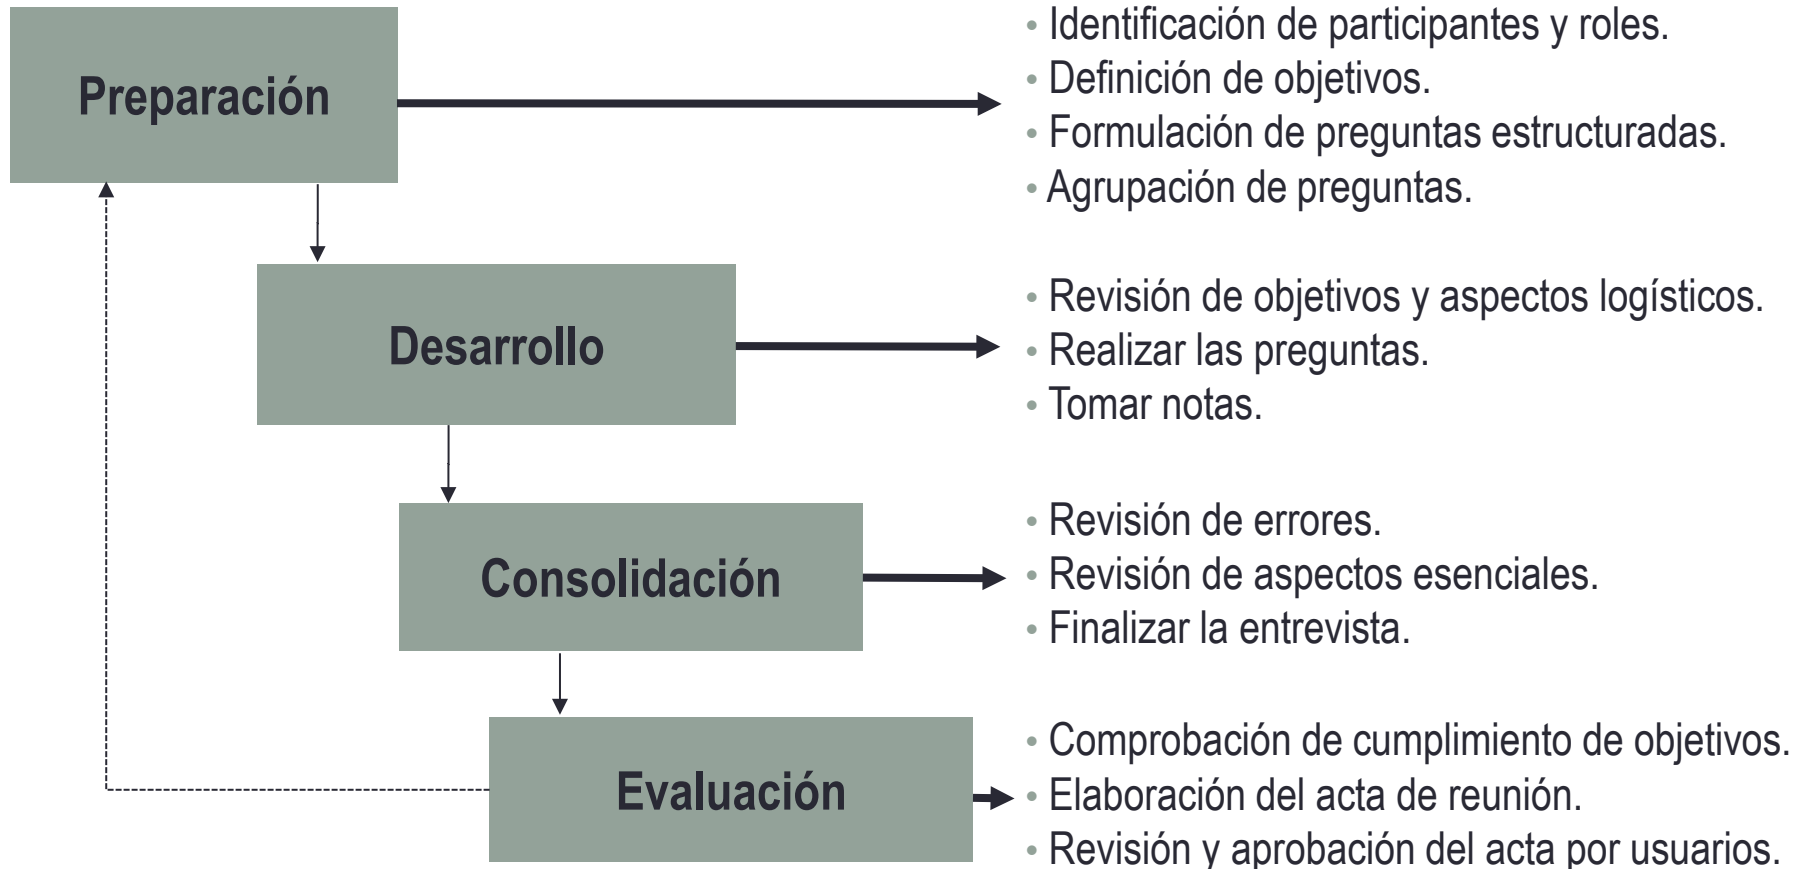 Preparación
• Identificación de participantes y roles.
• Definición de objetivos.
• Formulación de preguntas estructuradas.
• Agrupación de preguntas.
Desarrollo
• Revisión de objetivos y aspectos logísticos.
• Realizar las preguntas.
• Tomar notas.
Consolidación
• Revisión de errores.
• Revisión de aspectos esenciales.
• Finalizar la entrevista.
Evaluación
• Comprobación de cumplimiento de objetivos.
• Elaboración del acta de reunión.
• Revisión y aprobación del acta por usuarios.